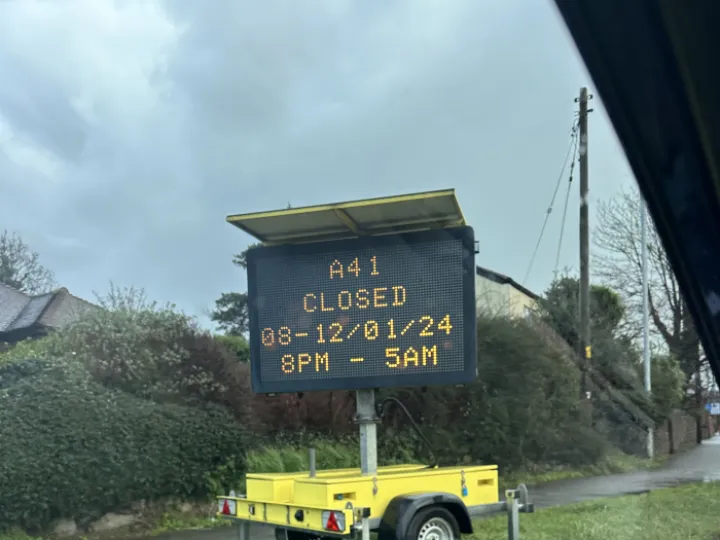 A41
CLOSED
08-12/01/24
8PM - 5AM